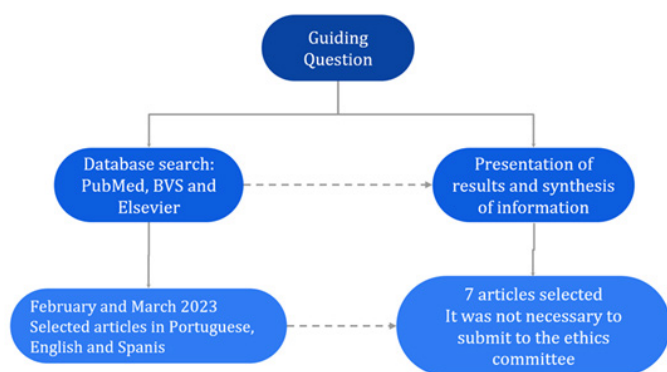 Guiding
Question
Database search:
PubMed, BVS and
Elsevier
Presentation of
results and synthesis
of information
February and March 2023
Selected articles in Portuguese,
English and Spanis
7 articles selected
It was not necessary to
submit to the ethics
committee